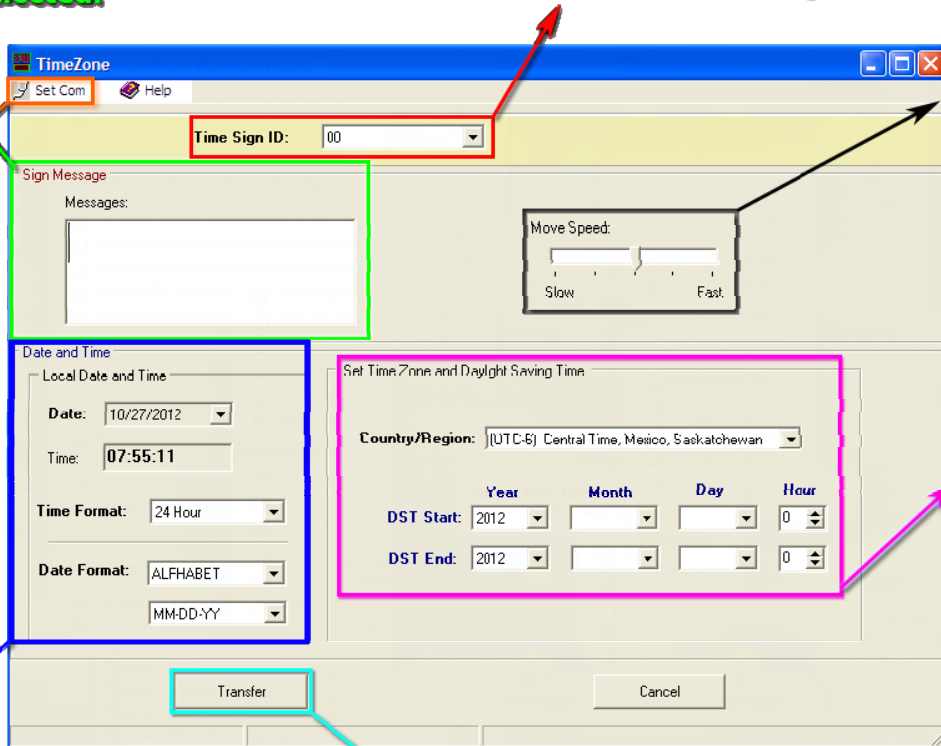 TimeZone
Set Com Help
Time Sign ID: 00
Sign Message
Messages:
Move Speed:
Slow Fast
Date and Time
Local Date and Time
Set Time Zone and Daylight Saving Time
Date: 10/27/2012
Country/Region: (UTC-6) Central Time, Mexico, Saskatchewan
Time: 07:55:11
Year Month Day Hour
Time Format: 24 Hour
DST Start: 2012 0
DST End: 2012 0
Date Format: ALFHABET
MM-DD-YY
Transfer Cancel